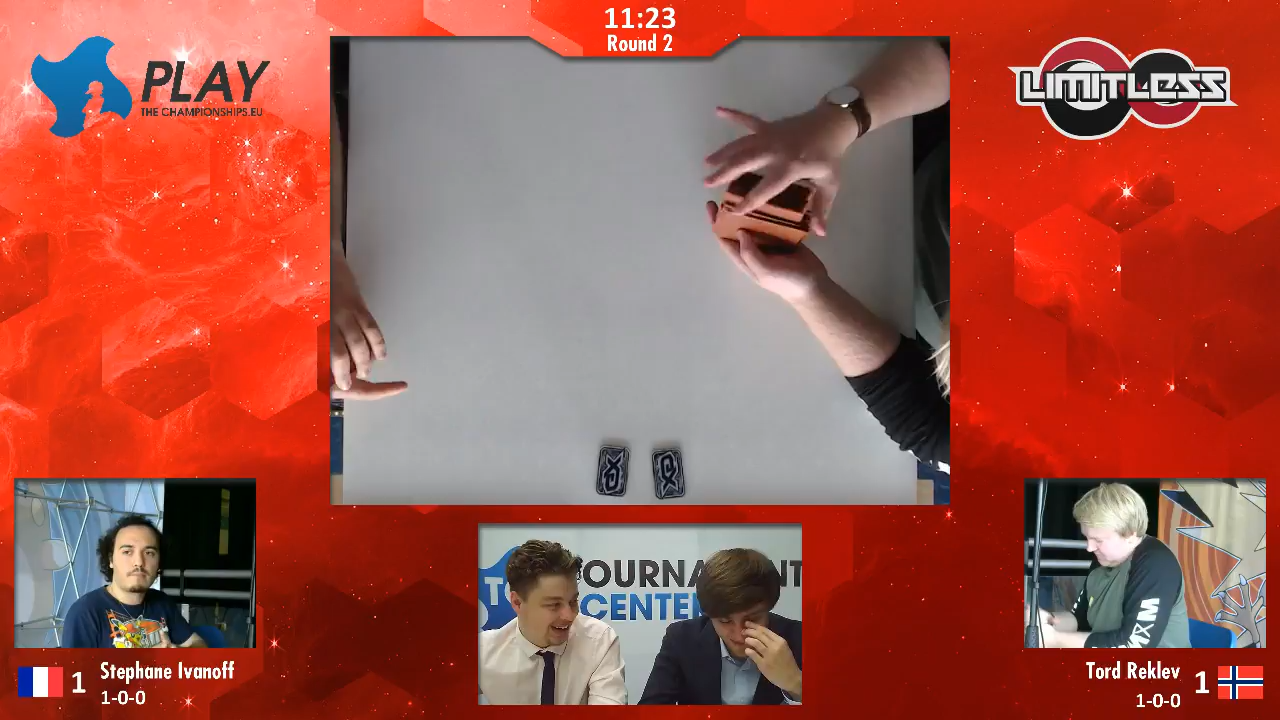 11:23
Round 2
PLAY
THE CHAMPIONSHIPS.EU
LIMITLESS
TOURNAMENT
CENTER
Stephane Ivanoff
1
1-0-0
Tord Reklev
1
1-0-0